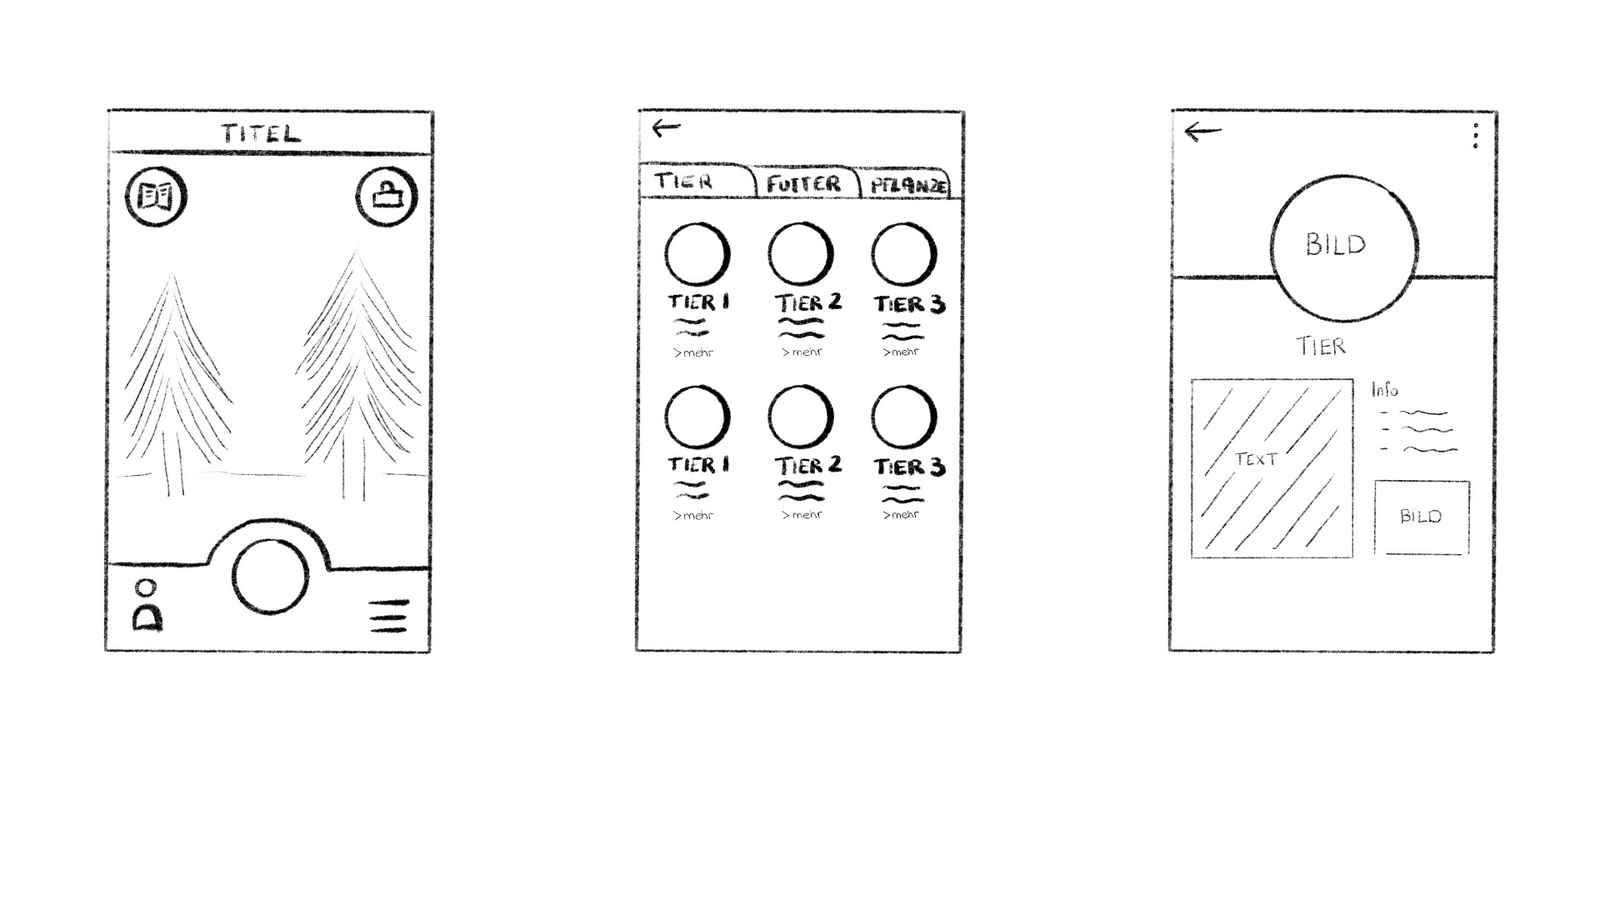 TITEL
TIER FUTTER PFLANZE
TIER 1 TIER 2 TIER 3
>mehr >mehr >mehr
TIER 1 TIER 2 TIER 3
>mehr >mehr >mehr
BILD
TIER
Info
TEXT
BILD